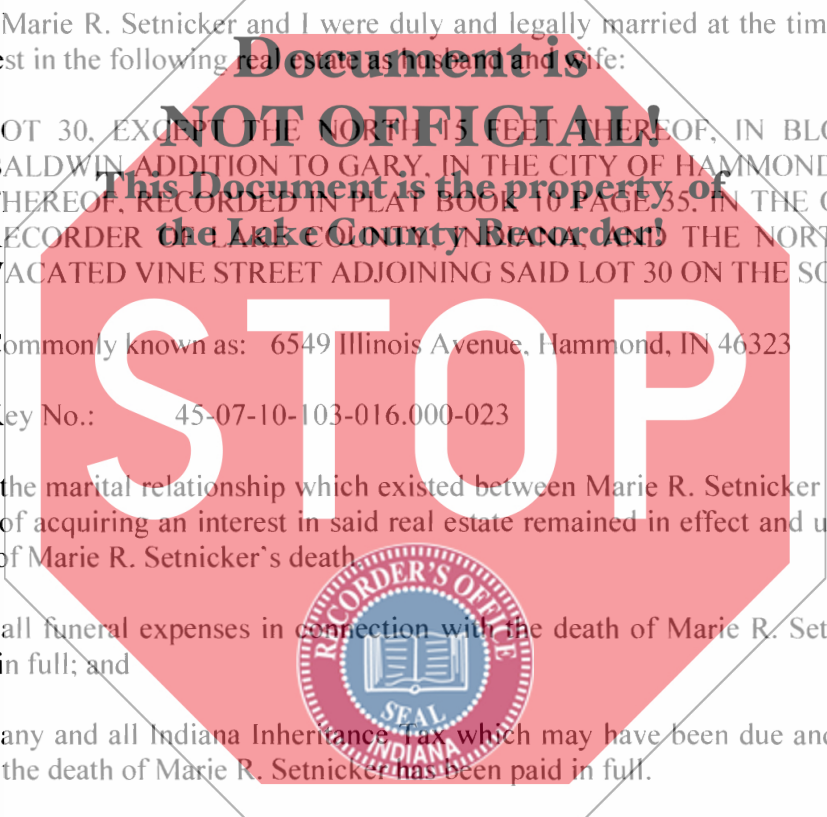 Marie R. Setnicker and I were duly and legally married at the tim
est in the following real estate as husband and wife:
Document is
NOT OFFICIAL!
This Document is the property of
the Lake County Recorder!
OT 30, EXCEPT THE NORTH 15 FEET THEREOF, IN BLO
BALDWIN ADDITION TO GARY, IN THE CITY OF HAMMOND
THEREOF, RECORDED IN PLAT BOOK 10 PAGE 35, IN THE
RECORDER OF LAKE COUNTY, INDIANA, AND THE NORT
VACATED VINE STREET ADJOINING SAID LOT 30 ON THE SO
STOP
ommonly known as: 6549 Illinois Avenue, Hammond, IN 46323
ey No.: 45-07-10-103-016.000-023
the marital relationship which existed between Marie R. Setnicker
of acquiring an interest in said real estate remained in effect and u
of Marie R. Setnicker`s death
all funeral expenses in connection with the death of Marie R. Set
in full; and
any and all Indiana Inheritance Tax which may have been due and
the death of Marie R. Setnicker has been paid in full.
RECORDER'S OFFICE
SEAL
INDIANA